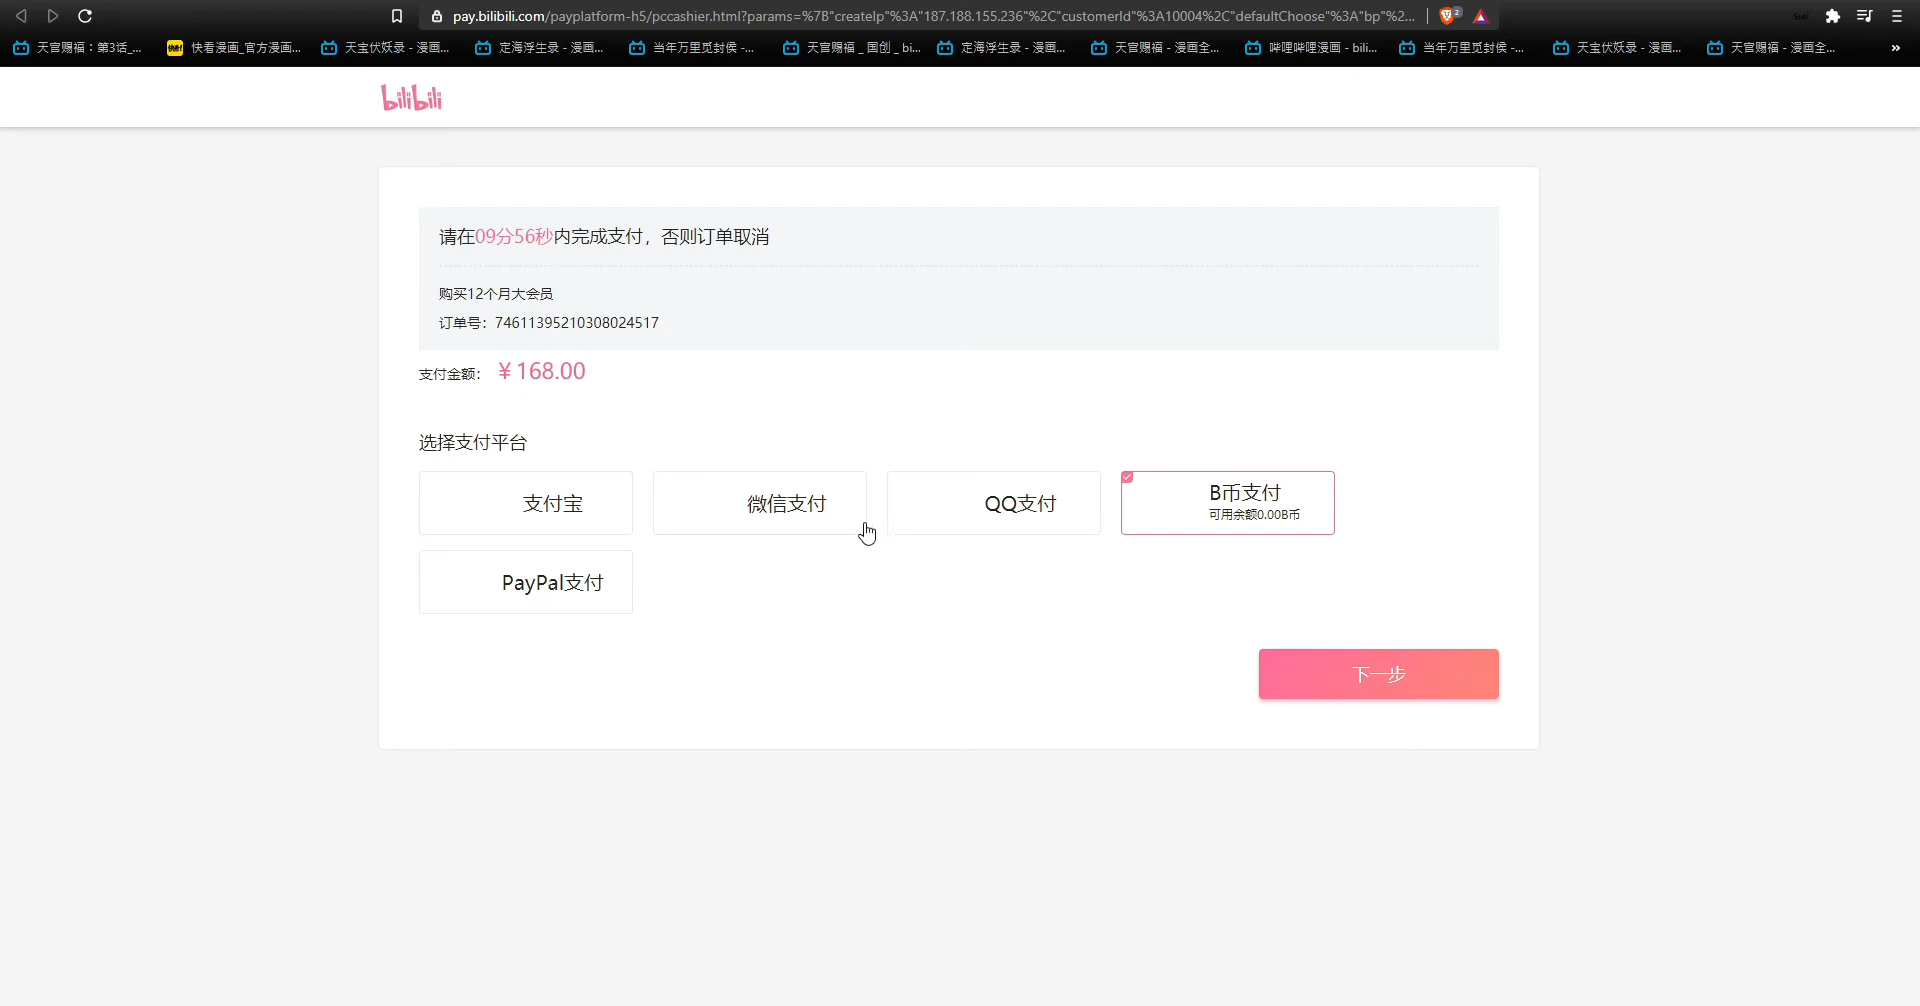 pay.bilibili.com/payplatform-h5/pccashier.html?params=%7B"createIp"%3A"187.188.155.236"%2C"customerId"%3A10004%2C"defaultChoose"%3A"bp"%2...
2
天官赐福：第3话_...
快看漫画_官方漫画...
天宝伏妖录 - 漫画...
定海浮生录 - 漫画...
当年万里觅封侯 -...
天官赐福 _ 国创 _ bi...
定海浮生录 - 漫画...
天官赐福 - 漫画全...
哔哩哔哩漫画 - bili...
当年万里觅封侯 -...
天宝伏妖录 - 漫画...
天官赐福 - 漫画全...
»
bilibili
请在09分56秒内完成支付，否则订单取消
购买12个月大会员
订单号：74611395210308024517
支付金额： ¥ 168.00
选择支付平台
支付宝
微信支付
QQ支付
B币支付
可用余额0.00B币
PayPal支付
下一步